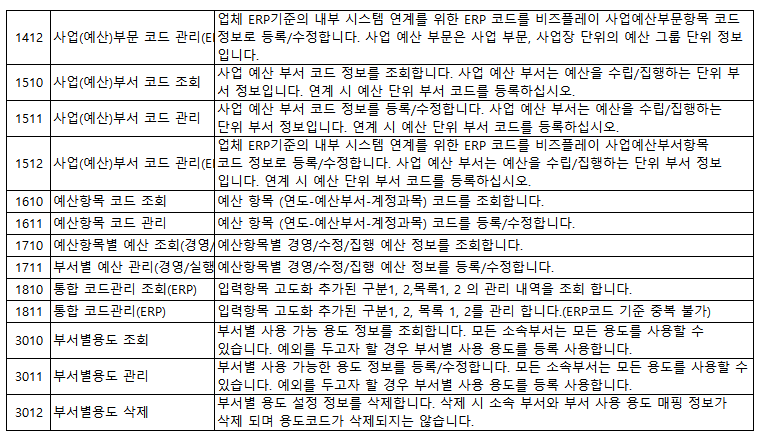 업체 ERP기준의 내부 시스템 연계를 위한 ERP 코드를 비즈플레이 사업예산부문항목 코드
1412 사업(예산)부문 코드 관리(ER 정보로 등록/수정합니다. 사업 예산 부문은 사업 부문, 사업장 단위의 예산 그룹 단위 정보
입니다.
1510 사업(예산)부서 코드 조회 사업 예산 부서 코드 정보를 조회합니다. 사업 예산 부서는 예산을 수립/집행하는 단위 부
서 정보입니다. 연계 시 예산 단위 부서 코드를 등록하십시오.
1511 사업(예산)부서 코드 관리 사업 예산 부서 코드 정보를 등록/수정합니다. 사업 예산 부서는 예산을 수립/집행하는
단위 부서 정보입니다. 연계 시 예산 단위 부서 코드를 등록하십시오.
업체 ERP기준의 내부 시스템 연계를 위한 ERP 코드를 비즈플레이 사업예산부서항목
1512 사업(예산)부서 코드 관리(ER 코드 정보로 등록/수정합니다. 사업 예산 부서는 예산을 수립/집행하는 단위 부서 정보
입니다. 연계 시 예산 단위 부서 코드를 등록하십시오.
1610 예산항목 코드 조회 예산 항목 (연도-예산부서-계정과목) 코드를 조회합니다.
1611 예산항목 코드 관리 예산 항목 (연도-예산부서-계정과목) 코드를 등록/수정합니다.
1710 예산항목별 예산 조회(경영/ 예산항목별 경영/수정/집행 예산 정보를 조회합니다.
1711 부서별 예산 관리(경영/실행 예산항목별 경영/수정/집행 예산 정보를 등록/수정합니다.
1810 통합 코드관리 조회(ERP) 입력항목 고도화 추가된 구분1, 2,목록1, 2 의 관리 내역을 조회 합니다.
1811 통합 코드관리(ERP) 입력항목 고도화 추가된 구분1, 2, 목록 1, 2를 관리 합니다.(ERP코드 기준 중복 불가)
3010 부서별용도 조회 부서별 사용 가능 용도 정보를 조회합니다. 모든 소속부서는 모든 용도를 사용할 수
있습니다. 예외를 두고자 할 경우 부서별 사용 용도를 등록 사용합니다.
3011 부서별용도 관리 부서별 사용 가능한 용도 정보를 등록/수정합니다. 모든 소속부서는 모든 용도를 사용할 수
있습니다. 예외를 두고자 할 경우 부서별 사용 용도를 등록 사용합니다.
3012 부서별용도 삭제 부서별 용도 설정 정보를 삭제합니다. 삭제 시 소속 부서와 부서 사용 용도 매핑 정보가
삭제 되며 용도코드가 삭제되지는 않습니다.